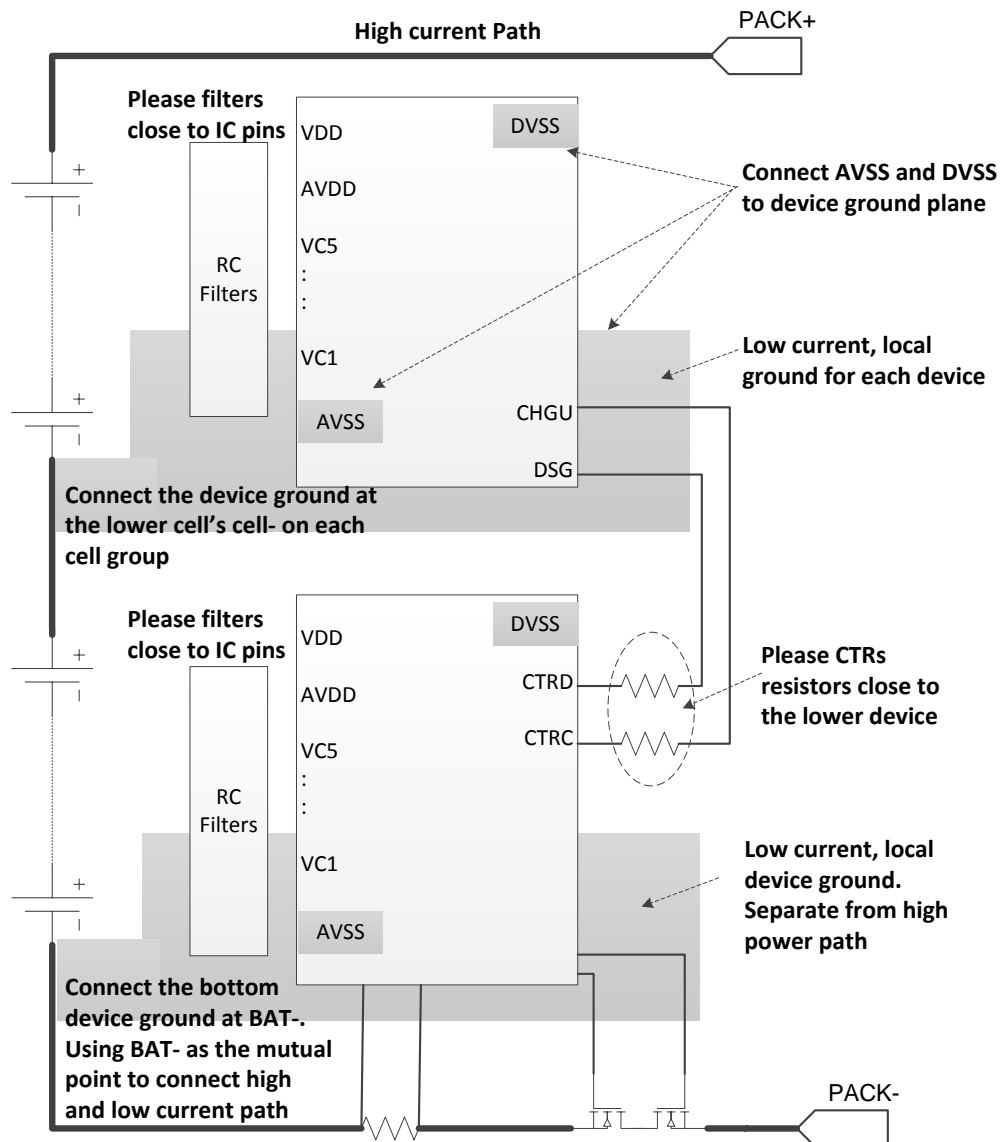 PACK+
High current Path
Please filters
close to IC pins
VDD
DVSS
AVDD
Connect AVSS and DVSS
to device ground plane
VC5
:
:
RC
Filters
VC1
Low current, local
ground for each device
AVSS
CHGU
DSG
+
+
Connect the device ground at
the lower cell’s cell- on each
cell group
Please filters
close to IC pins
VDD
DVSS
AVDD
CTRD
Please CTRs
resistors close to
the lower device
CTRC
VC5
:
:
RC
Filters
VC1
Low current, local
device ground.
Separate from high
power path
AVSS
+
+
Connect the bottom
device ground at BAT-.
Using BAT- as the mutual
point to connect high
and low current path
PACK-